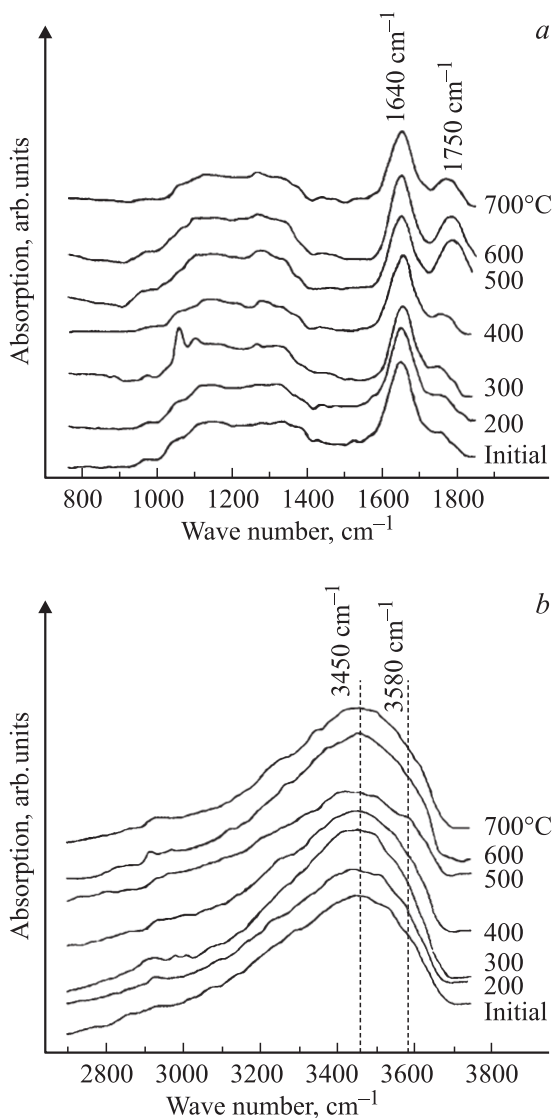 a
1640 cm⁻¹
1750 cm⁻¹
Absorption, arb. units
700°C
600
500
400
300
200
Initial
800 1000 1200 1400 1600 1800
Wave number, cm⁻¹
b
3450 cm⁻¹
3580 cm⁻¹
Absorption, arb. units
700°C
600
500
400
300
200
Initial
2800 3000 3200 3400 3600 3800
Wave number, cm⁻¹